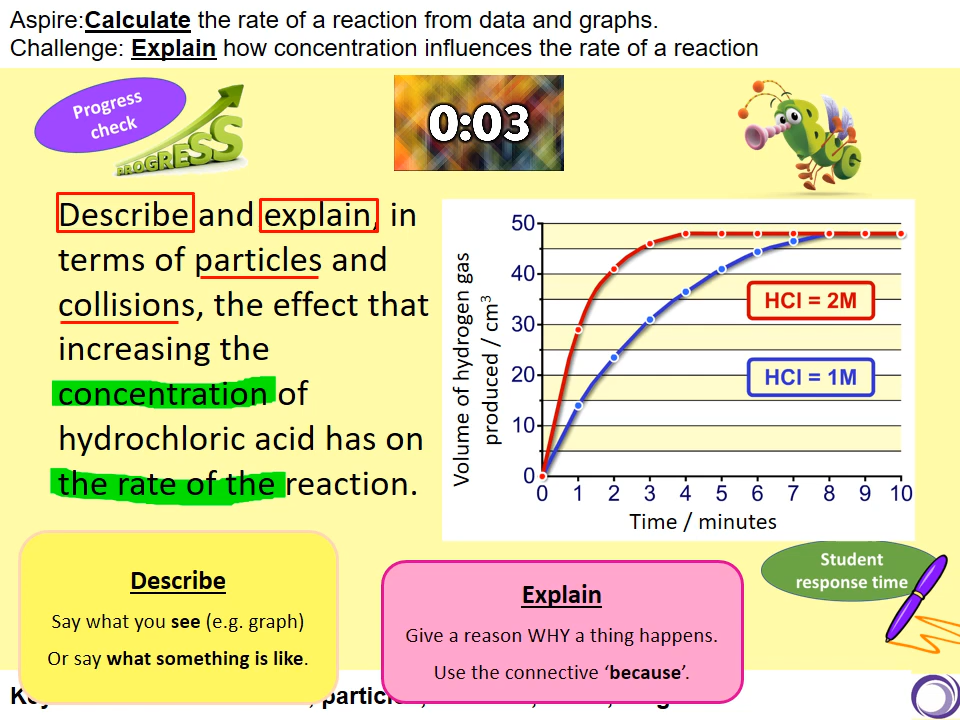 Aspire:Calculate the rate of a reaction from data and graphs.
Challenge: Explain how concentration influences the rate of a reaction
Progress
check
PROGRESS
0:03
BUG
Describe and explain, in
terms of particles and
collisions, the effect that
increasing the
concentration of
hydrochloric acid has on
the rate of the reaction.
Volume of hydrogen gas
produced / cm³
50
40
30
20
10
0
HCl = 2M
HCl = 1M
0 1 2 3 4 5 6 7 8 9 10
Time / minutes
Student
response time
Describe
Say what you see (e.g. graph)
Or say what something is like.
Explain
Give a reason WHY a thing happens.
Use the connective ‘because’.